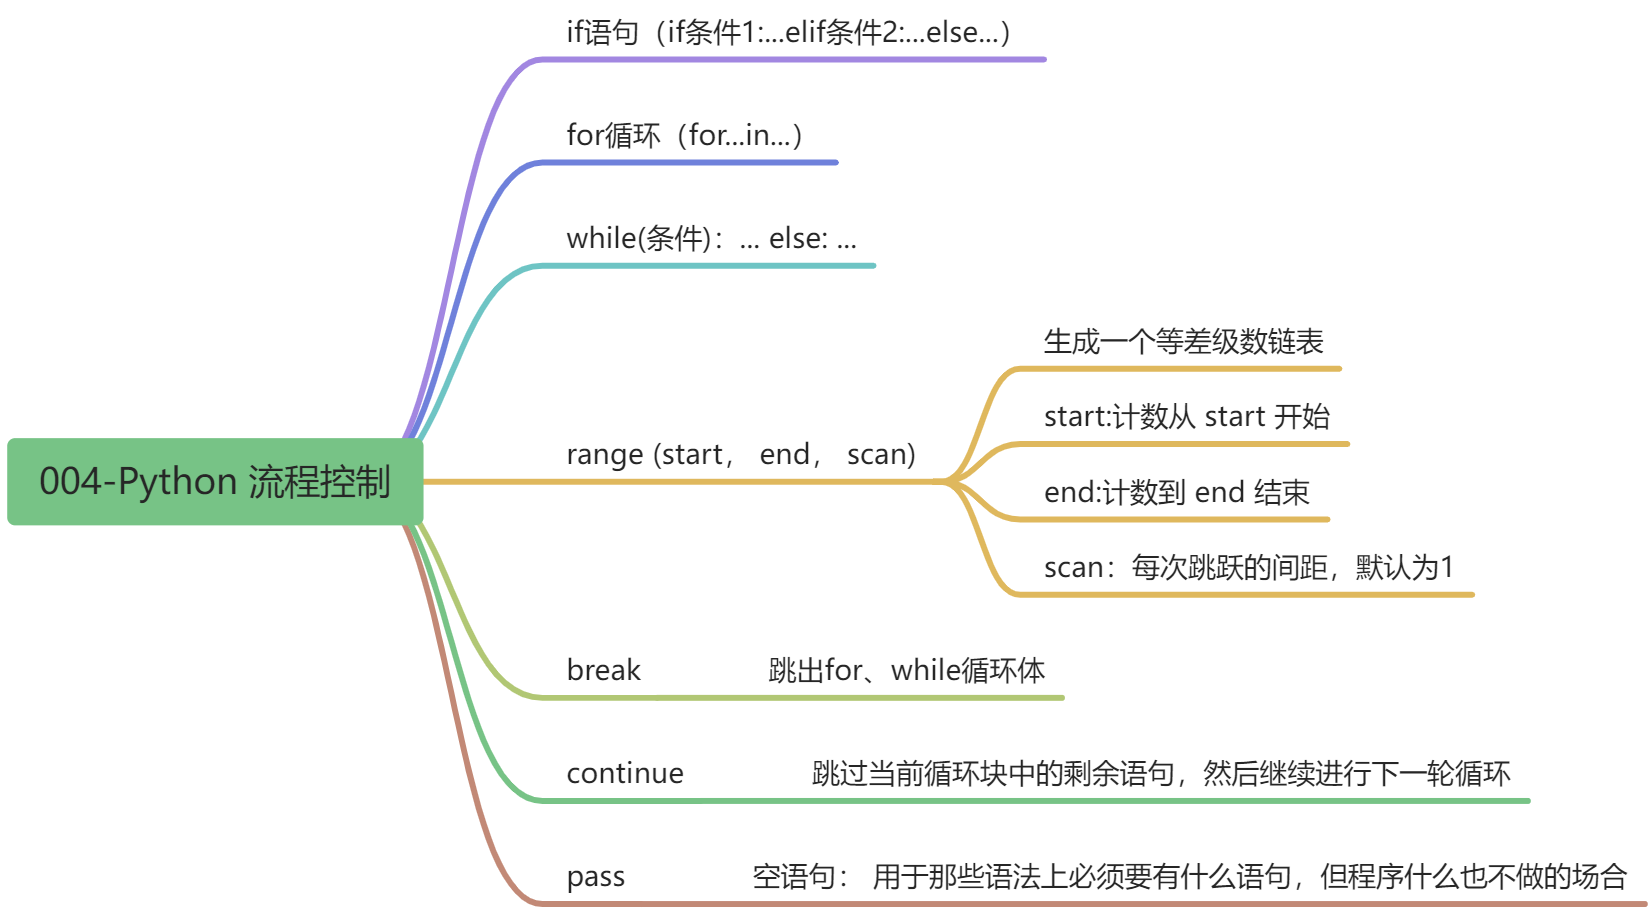 if语句（if条件1:...elif条件2:...else...）
for循环（for...in...）
while(条件)：... else: ...
生成一个等差级数链表
start:计数从 start 开始
004-Python 流程控制
range (start， end， scan)
end:计数到 end 结束
scan：每次跳跃的间距，默认为1
break 跳出for、while循环体
continue 跳过当前循环块中的剩余语句，然后继续进行下一轮循环
pass 空语句： 用于那些语法上必须要有什么语句，但程序什么也不做的场合